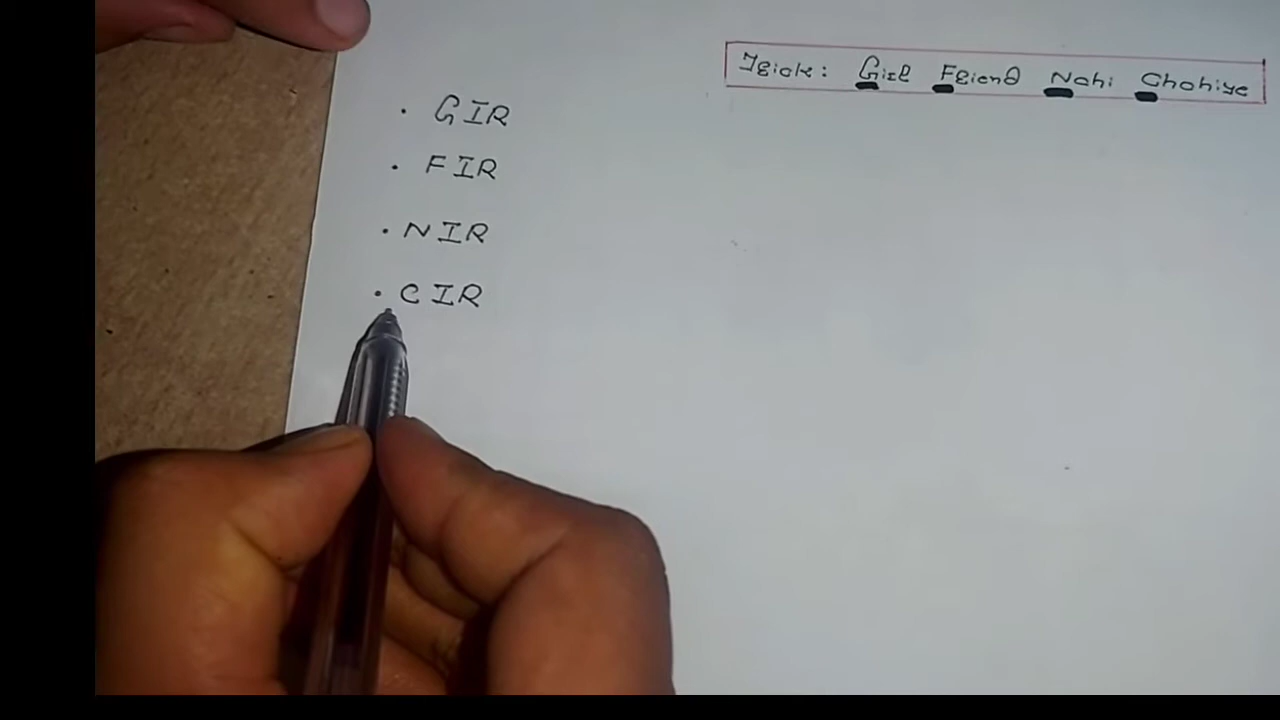 Trick: Girl Friend Nahi Chahiye
. GIR
. FIR
. NIR
. CIR